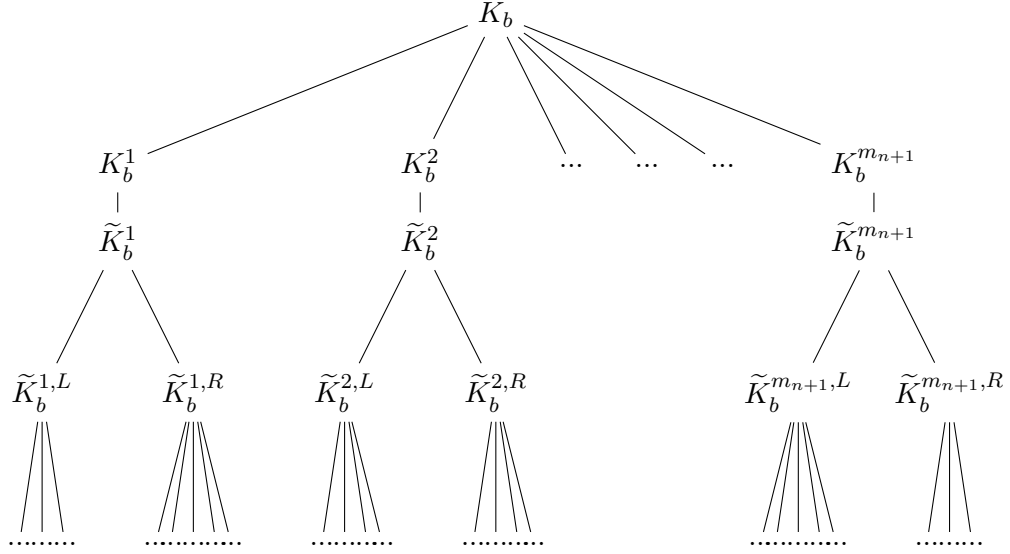 K_b
K_b^1 K_b^2 ... ... ... K_b^{m_{n+1}}
\widetilde{K}_b^1 \widetilde{K}_b^2 \widetilde{K}_b^{m_{n+1}}
\widetilde{K}_b^{1,L} \widetilde{K}_b^{1,R} \widetilde{K}_b^{2,L} \widetilde{K}_b^{2,R} \widetilde{K}_b^{m_{n+1},L} \widetilde{K}_b^{m_{n+1},R}
......... ............... ............ ............ ............... .........